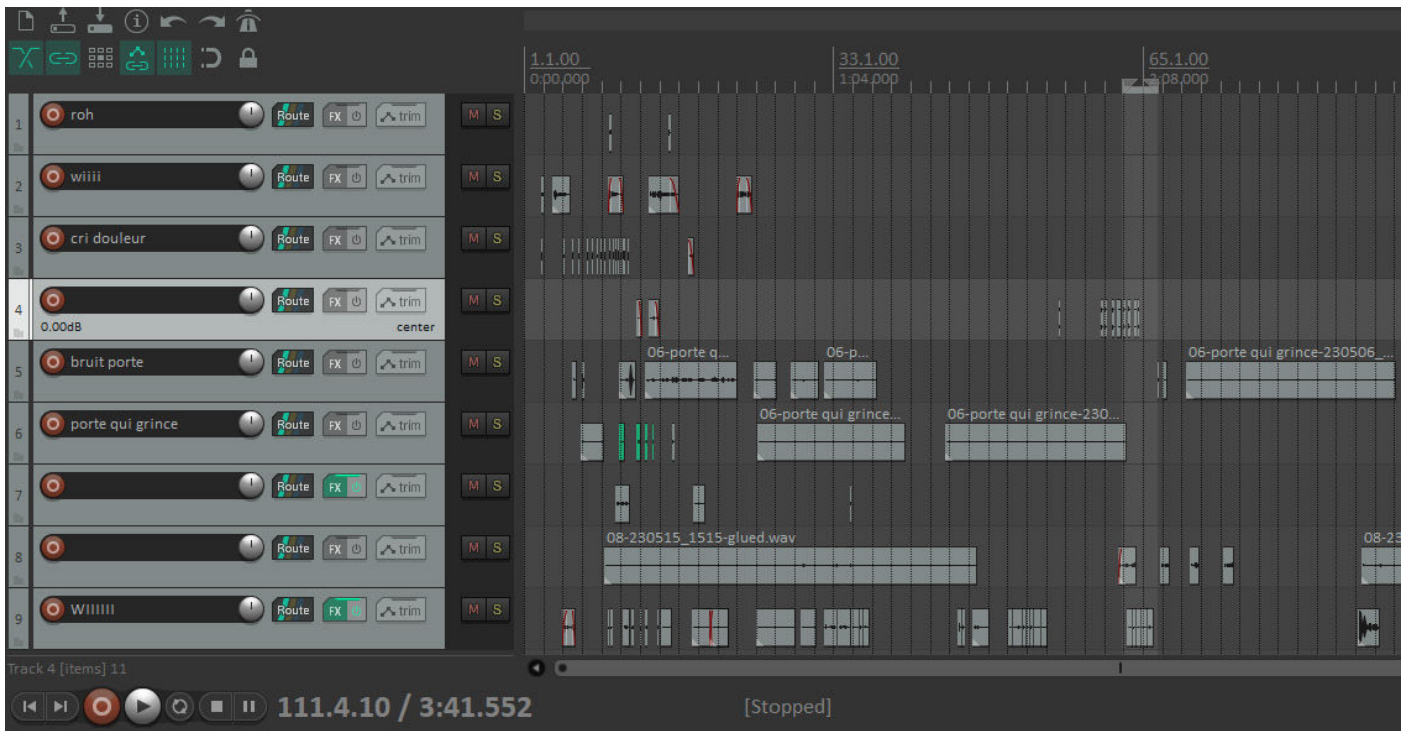 1.1.00 33.1.00 65.1.00
0:00.000 1:04.000 2:08.000
1 roh Route FX trim M S
2 wiiii Route FX trim M S
3 cri douleur Route FX trim M S
4 Route FX trim M S
0.00dB center
06-porte q... 06-p... 06-porte qui grince-230506_...
5 bruit porte Route FX trim M S
06-porte qui grince... 06-porte qui grince-230...
6 porte qui grince Route FX trim M S
7 Route FX trim M S
08-230515_1515-glued.wav 08-23
8 Route FX trim M S
9 WIIIIII Route FX trim M S
Track 4 [items] 11
111.4.10 / 3:41.552 [Stopped]